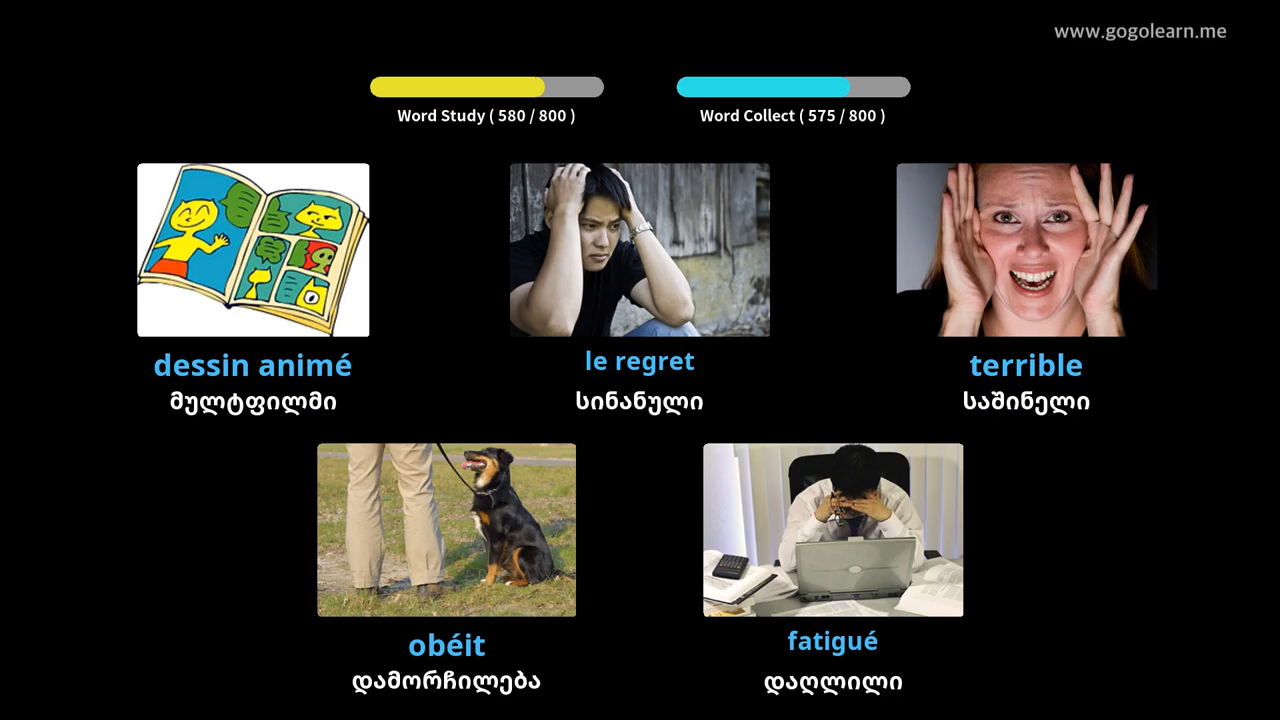 www.gogolearn.me
Word Study ( 580 / 800 )
Word Collect ( 575 / 800 )
dessin animé
მულტფილმი
le regret
სინანული
terrible
საშინელი
obéit
დამორჩილება
fatigué
დაღლილი